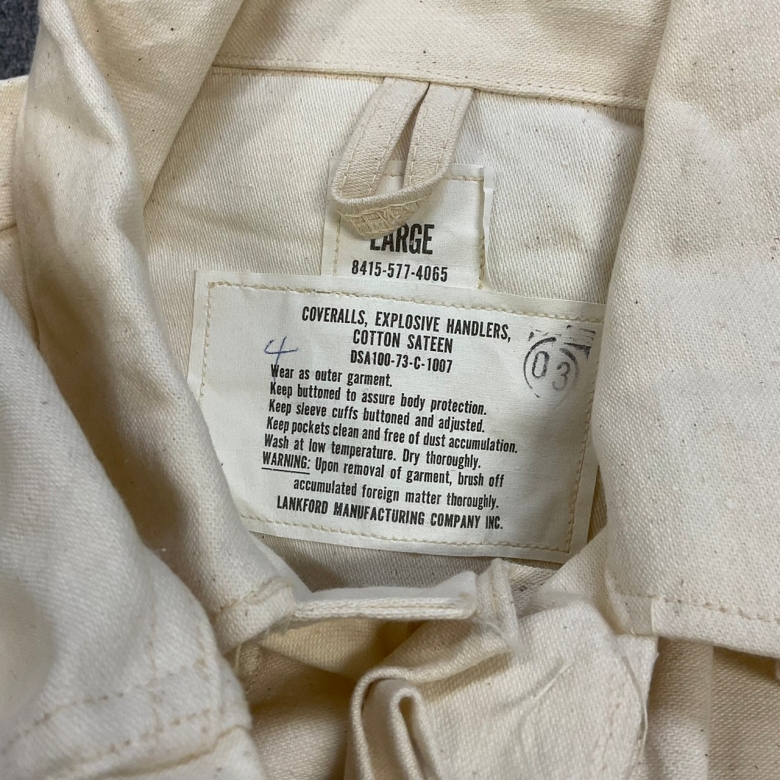 LARGE
8415-577-4065
COVERALLS, EXPLOSIVE HANDLERS,
COTTON SATEEN
DSA100-73-C-1007
4
03
Wear as outer garment.
Keep buttoned to assure body protection.
Keep sleeve cuffs buttoned and adjusted.
Keep pockets clean and free of dust accumulation.
Wash at low temperature. Dry thoroughly.
WARNING: Upon removal of garment, brush off
accumulated foreign matter thoroughly.
LANKFORD MANUFACTURING COMPANY INC.